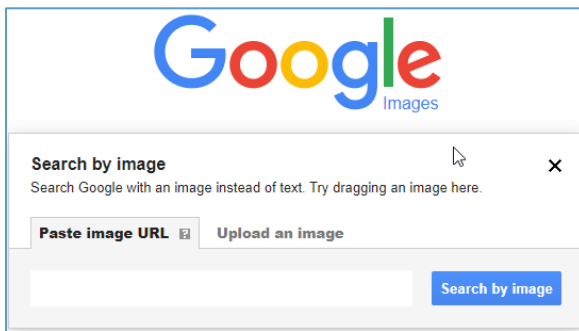 Google
Images
Search by image
Search Google with an image instead of text. Try dragging an image here.
Paste image URL ? Upload an image
Search by image